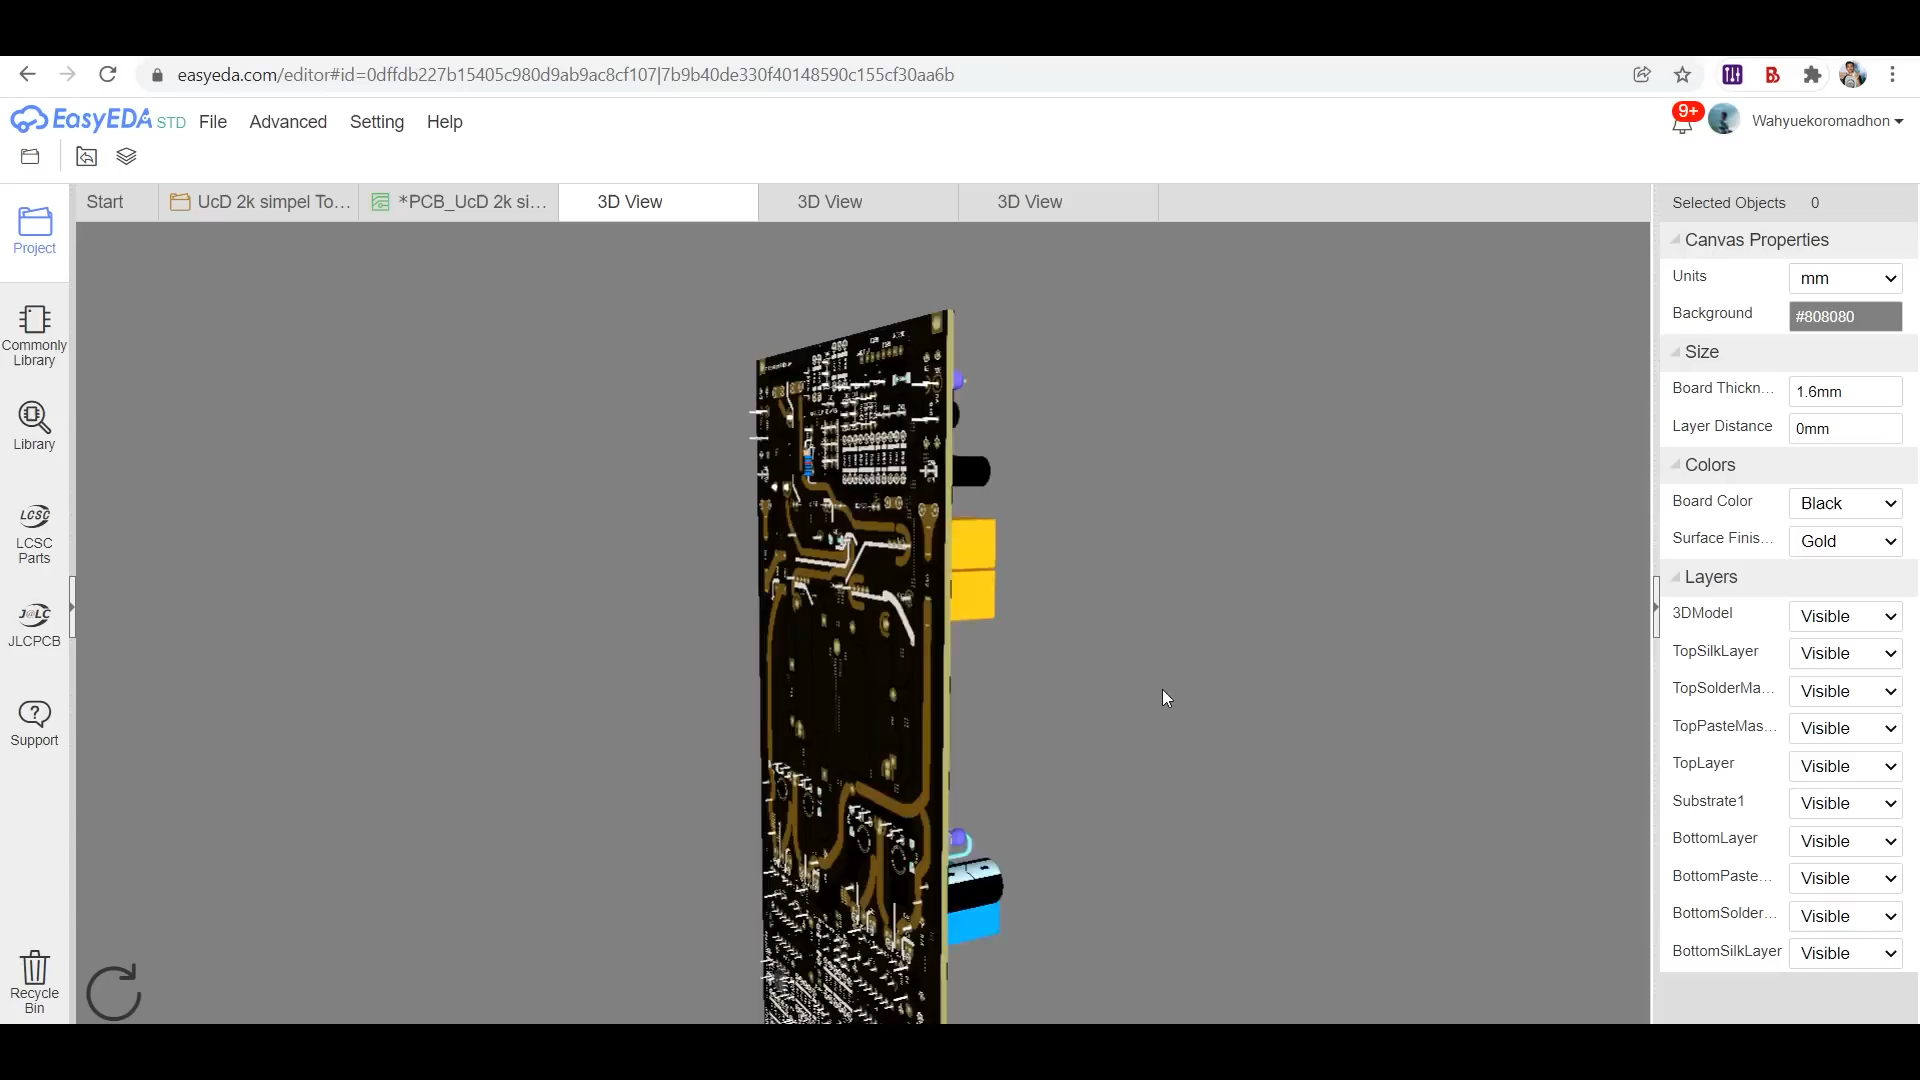 easyeda.com/editor#id=0dffdb227b15405c980d9ab9ac8cf107|7b9b40de330f40148590c155cf30aa6b
EasyEDA STD File Advanced Setting Help
9+
Wahyuekoromadhon
Start UcD 2k simpel To... *PCB_UcD 2k si... 3D View 3D View 3D View
Project
Commonly
Library
Library
LCSC
LCSC
Parts
J@LC
JLCPCB
Support
Recycle
Bin
Selected Objects 0
Canvas Properties
Units mm
Background #808080
Size
Board Thickn... 1.6mm
Layer Distance 0mm
Colors
Board Color Black
Surface Finis... Gold
Layers
3DModel Visible
TopSilkLayer Visible
TopSolderMa... Visible
TopPasteMas... Visible
TopLayer Visible
Substrate1 Visible
BottomLayer Visible
BottomPaste... Visible
BottomSolder... Visible
BottomSilkLayer Visible